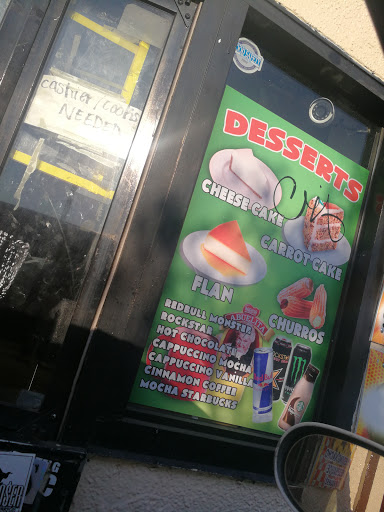 CASHIER/COOKS
NEEDED
DESSERTS
CHEESE CAKE
CARROT CAKE
FLAN
CHURROS
REDBULL MONSTER
ROCKSTAR
HOT CHOCOLATE
CAPPUCCINO MOCHA
CAPPUCCINO VANILLA
CINNAMON COFFEE
MOCHA STARBUCKS